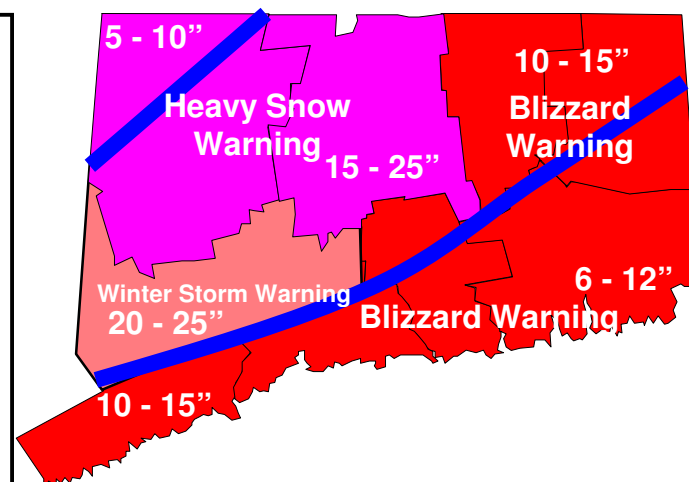 5 - 10”
10 - 15”
Heavy Snow
Warning
Blizzard
Warning
15 - 25”
6 - 12”
Winter Storm Warning
20 - 25”
Blizzard Warning
10 - 15”